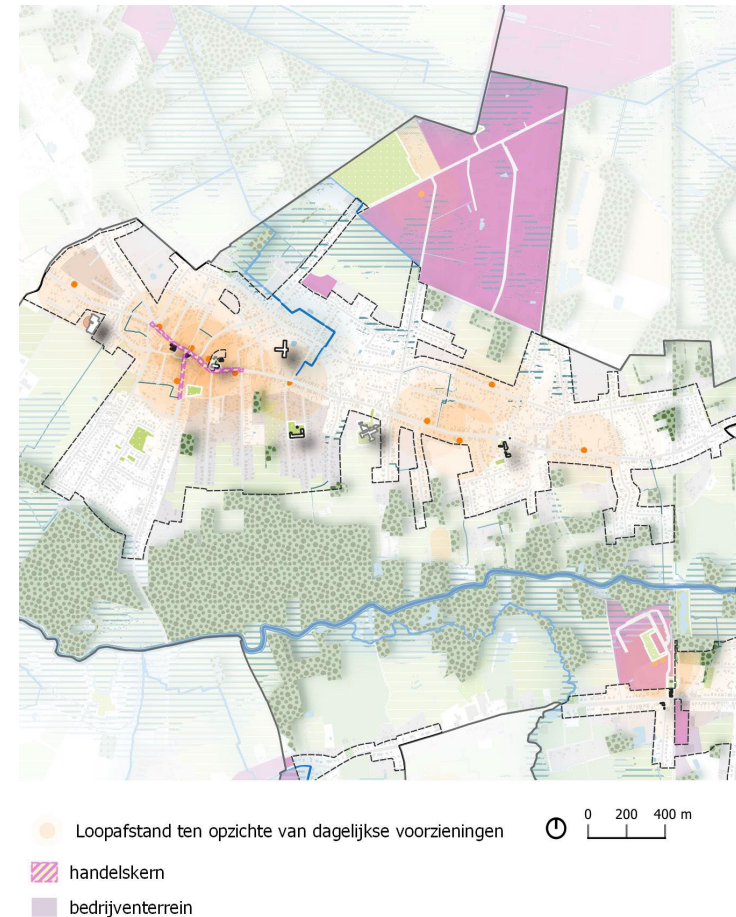 Loopafstand ten opzichte van dagelijkse voorzieningen
0 200 400 m
handelskern
bedrijventerrein